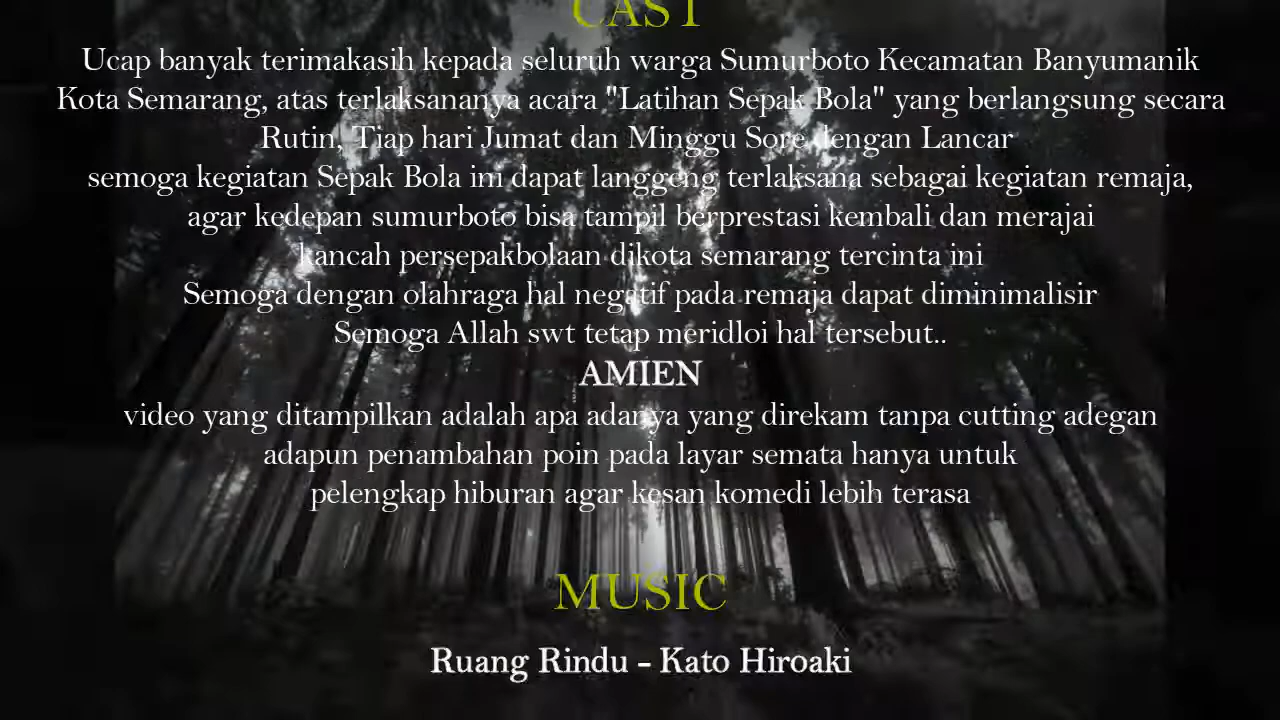 CAST
Ucap banyak terimakasih kepada seluruh warga Sumurboto Kecamatan Banyumanik
Kota Semarang, atas terlaksananya acara "Latihan Sepak Bola" yang berlangsung secara
Rutin, Tiap hari Jumat dan Minggu Sore dengan Lancar
semoga kegiatan Sepak Bola ini dapat langgeng terlaksana sebagai kegiatan remaja,
agar kedepan sumurboto bisa tampil berprestasi kembali dan merajai
kancah persepakbolaan dikota semarang tercinta ini
Semoga dengan olahraga hal negatif pada remaja dapat diminimalisir
Semoga Allah swt tetap meridloi hal tersebut..
AMIEN
video yang ditampilkan adalah apa adanya yang direkam tanpa cutting adegan
adapun penambahan poin pada layar semata hanya untuk
pelengkap hiburan agar kesan komedi lebih terasa
MUSIC
Ruang Rindu - Kato Hiroaki